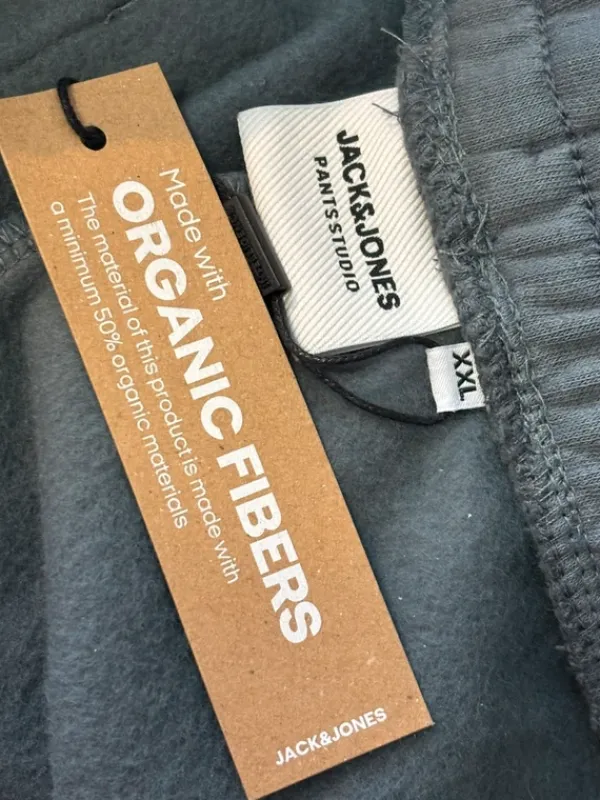 Made with
ORGANIC FIBERS
The material of this product is made with
a minimum 50% organic materials
JACK&JONES
JACK&JONES
PANTS STUDIO
XXL